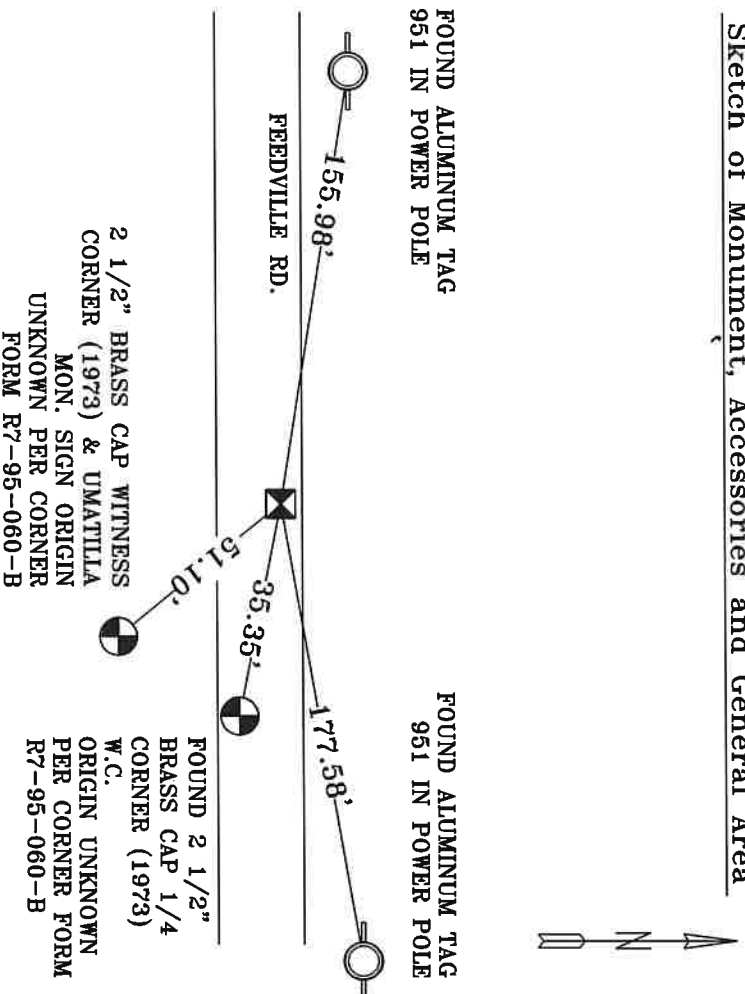 Sketch of Monument, Accessories and General Area
FOUND ALUMINUM TAG
951 IN POWER POLE
FOUND ALUMINUM TAG
951 IN POWER POLE
N
155.98'
177.58'
FEEDVILLE RD.
51.10'
35.35'
2 1/2" BRASS CAP WITNESS
CORNER (1973) & UMATILLA
MON. SIGN ORIGIN
UNKNOWN PER CORNER
FORM R7-95-060-B
FOUND 2 1/2"
BRASS CAP 1/4
CORNER (1973)
W.C.
ORIGIN UNKNOWN
PER CORNER FORM
R7-95-060-B